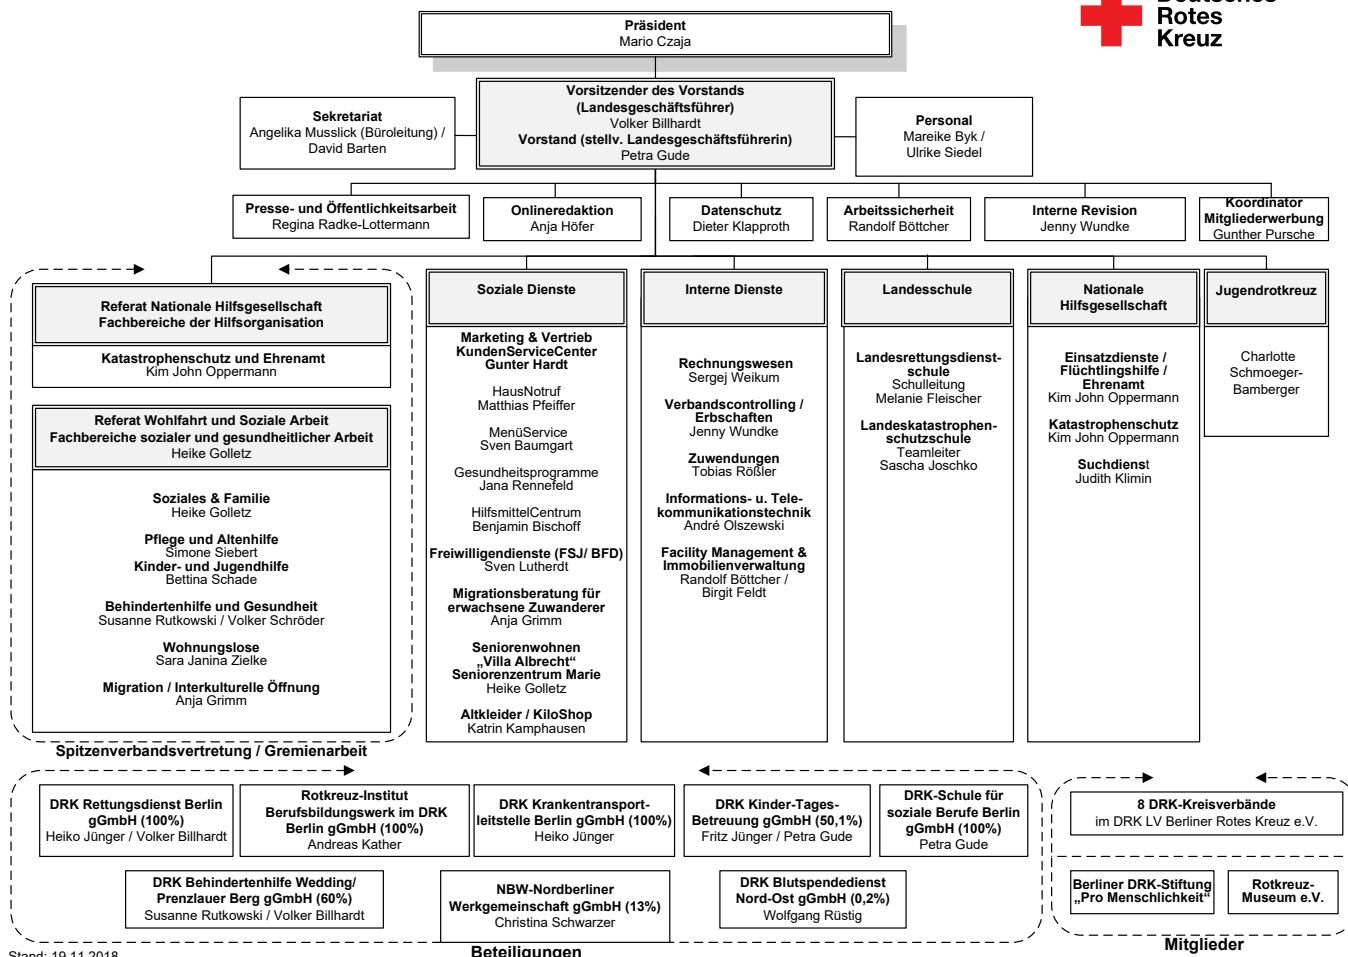 Deutsches
Rotes
Kreuz
Präsident
Mario Czaja
Vorsitzender des Vorstands
(Landesgeschäftsführer)
Volker Billhardt
Vorstand (stellv. Landesgeschäftsführerin)
Petra Gude
Sekretariat
Angelika Musslick (Büroleitung) /
David Barten
Personal
Mareike Byk /
Ulrike Siedel
Presse- und Öffentlichkeitsarbeit
Regina Radke-Lottermann
Onlineredaktion
Anja Höfer
Datenschutz
Dieter Klapproth
Arbeitssicherheit
Randolf Böttcher
Interne Revision
Jenny Wundke
Koordinator
Mitgliederwerbung
Gunther Pursche
Referat Nationale Hilfsgesellschaft
Fachbereiche der Hilfsorganisation
Katastrophenschutz und Ehrenamt
Kim John Oppermann
Referat Wohlfahrt und Soziale Arbeit
Fachbereiche sozialer und gesundheitlicher Arbeit
Heike Golletz
Soziales & Familie
Heike Golletz
Pflege und Altenhilfe
Simone Siebert
Kinder- und Jugendhilfe
Bettina Schade
Behindertenhilfe und Gesundheit
Susanne Rutkowski / Volker Schröder
Wohnungslose
Sara Janina Zielke
Migration / Interkulturelle Öffnung
Anja Grimm
Spitzenverbandsvertretung / Gremienarbeit
Soziale Dienste
Marketing & Vertrieb
KundenServiceCenter
Gunter Hardt
HausNotruf
Matthias Pfeiffer
MenüService
Sven Baumgart
Gesundheitsprogramme
Jana Rennefeld
HilfsmittelCentrum
Benjamin Bischoff
Freiwilligendienste (FSJ/ BFD)
Sven Lutherdt
Migrationsberatung für
erwachsene Zuwanderer
Anja Grimm
Seniorenwohnen
„Villa Albrecht“
Seniorenzentrum Marie
Heike Golletz
Altkleider / KiloShop
Katrin Kamphausen
Interne Dienste
Rechnungswesen
Sergej Weikum
Verbandscontrolling /
Erbschaften
Jenny Wundke
Zuwendungen
Tobias Rößler
Informations- u. Tele-
kommunikationstechnik
André Olszewski
Facility Management &
Immobilienverwaltung
Randolf Böttcher /
Birgit Feldt
Landesschule
Landesrettungsdienst-
schule
Schulleitung
Melanie Fleischer
Landeskatastrophen-
schutzschule
Teamleiter
Sascha Joschko
Nationale
Hilfsgesellschaft
Einsatzdienste /
Flüchtlingshilfe /
Ehrenamt
Kim John Oppermann
Katastrophenschutz
Kim John Oppermann
Suchdienst
Judith Klimin
Jugendrotkreuz
Charlotte
Schmoeger-
Bamberger
DRK Rettungsdienst Berlin
gGmbH (100%)
Heiko Jünger / Volker Billhardt
Rotkreuz-Institut
Berufsbildungswerk im DRK
Berlin gGmbH (100%)
Andreas Kather
DRK Krankentransport-
leitstelle Berlin gGmbH (100%)
Heiko Jünger
DRK Kinder-Tages-
Betreuung gGmbH (50,1%)
Fritz Jünger / Petra Gude
DRK-Schule für
soziale Berufe Berlin
gGmbH (100%)
Petra Gude
DRK Behindertenhilfe Wedding/
Prenzlauer Berg gGmbH (60%)
Susanne Rutkowski / Volker Billhardt
NBW-Nordberliner
Werkgemeinschaft gGmbH (13%)
Christina Schwarzer
DRK Blutspendedienst
Nord-Ost gGmbH (0,2%)
Wolfgang Rüstig
Beteiligungen
8 DRK-Kreisverbände
im DRK LV Berliner Rotes Kreuz e.V.
Berliner DRK-Stiftung
„Pro Menschlichkeit“
Rotkreuz-
Museum e.V.
Mitglieder
Stand: 19.11.2018